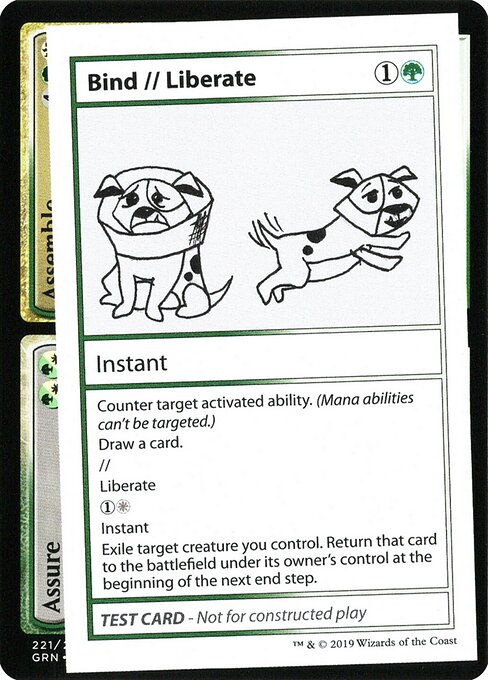 Bind // Liberate
1
Assemble
Instant
Counter target activated ability. (Mana abilities
can't be targeted.)
Draw a card.
//
Liberate
1
Instant
Exile target creature you control. Return that card
to the battlefield under its owner's control at the
beginning of the next end step.
Assure
TEST CARD - Not for constructed play
™ & © 2019 Wizards of the Coast
221/
GRN •